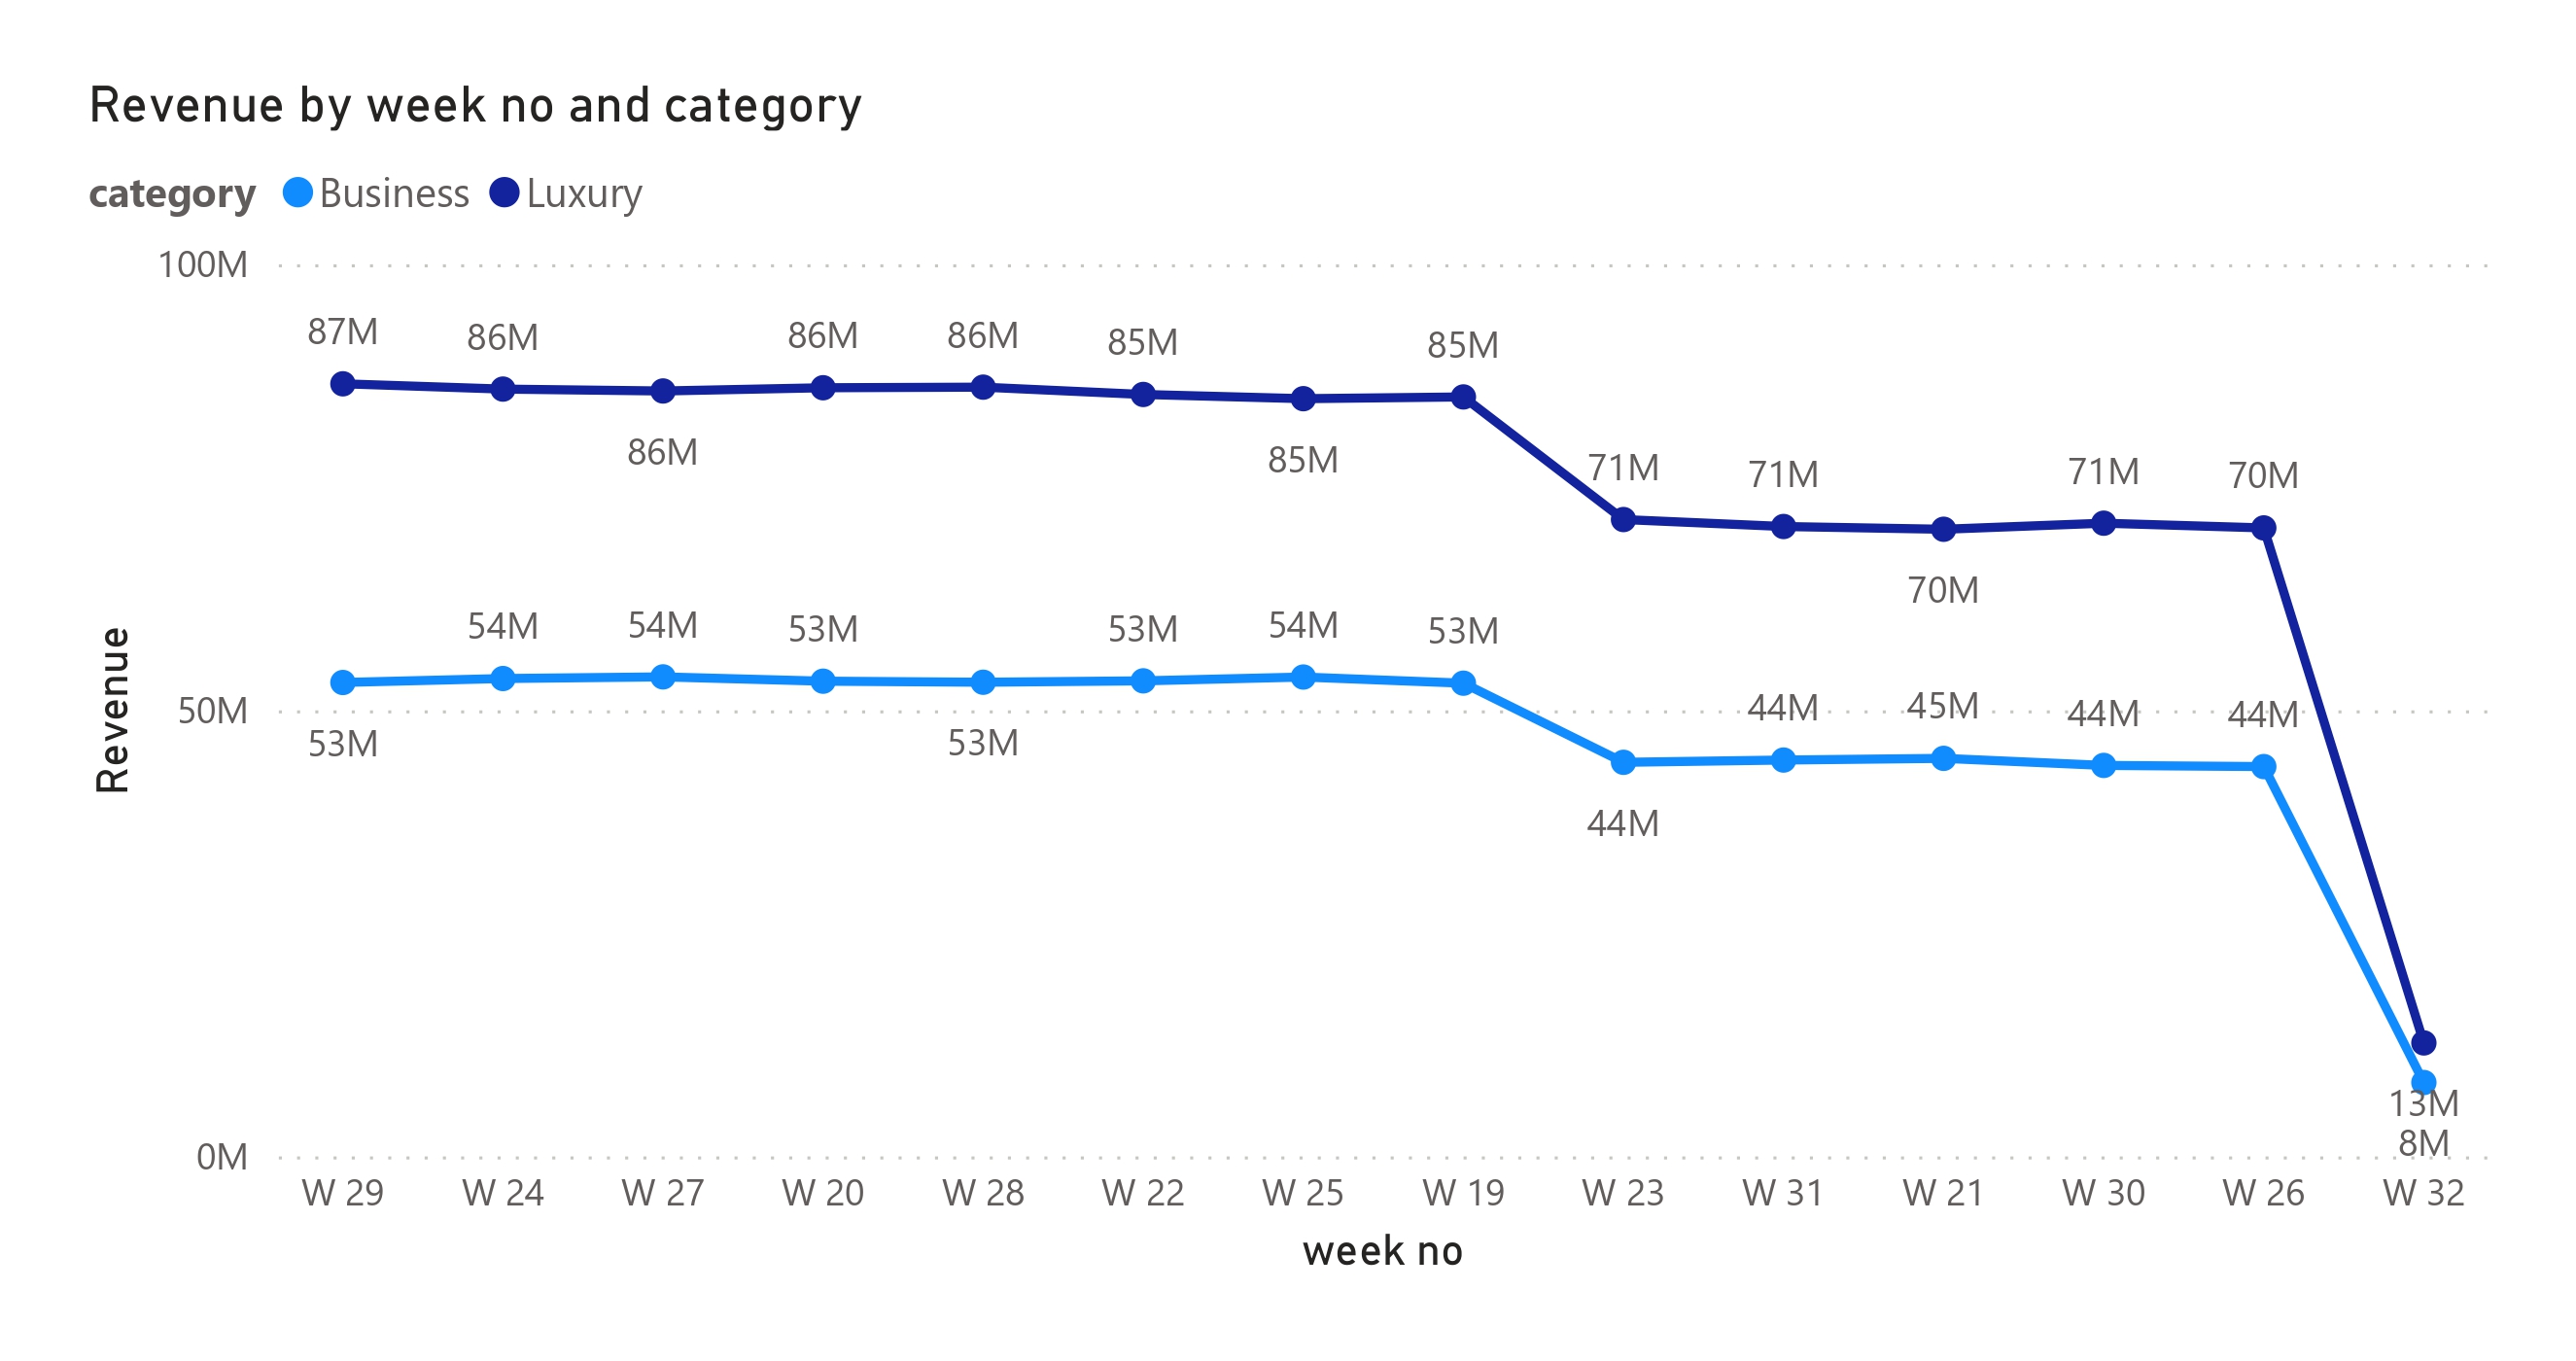 Revenue by week no and category
category Business Luxury
100M
87M 86M 86M 86M 85M 85M
86M 85M
71M 71M 71M 70M
70M
54M 54M 53M 53M 54M 53M
53M 53M
50M
44M 45M 44M 44M
44M
Revenue
13M
8M
0M
W 29 W 24 W 27 W 20 W 28 W 22 W 25 W 19 W 23 W 31 W 21 W 30 W 26 W 32
week no